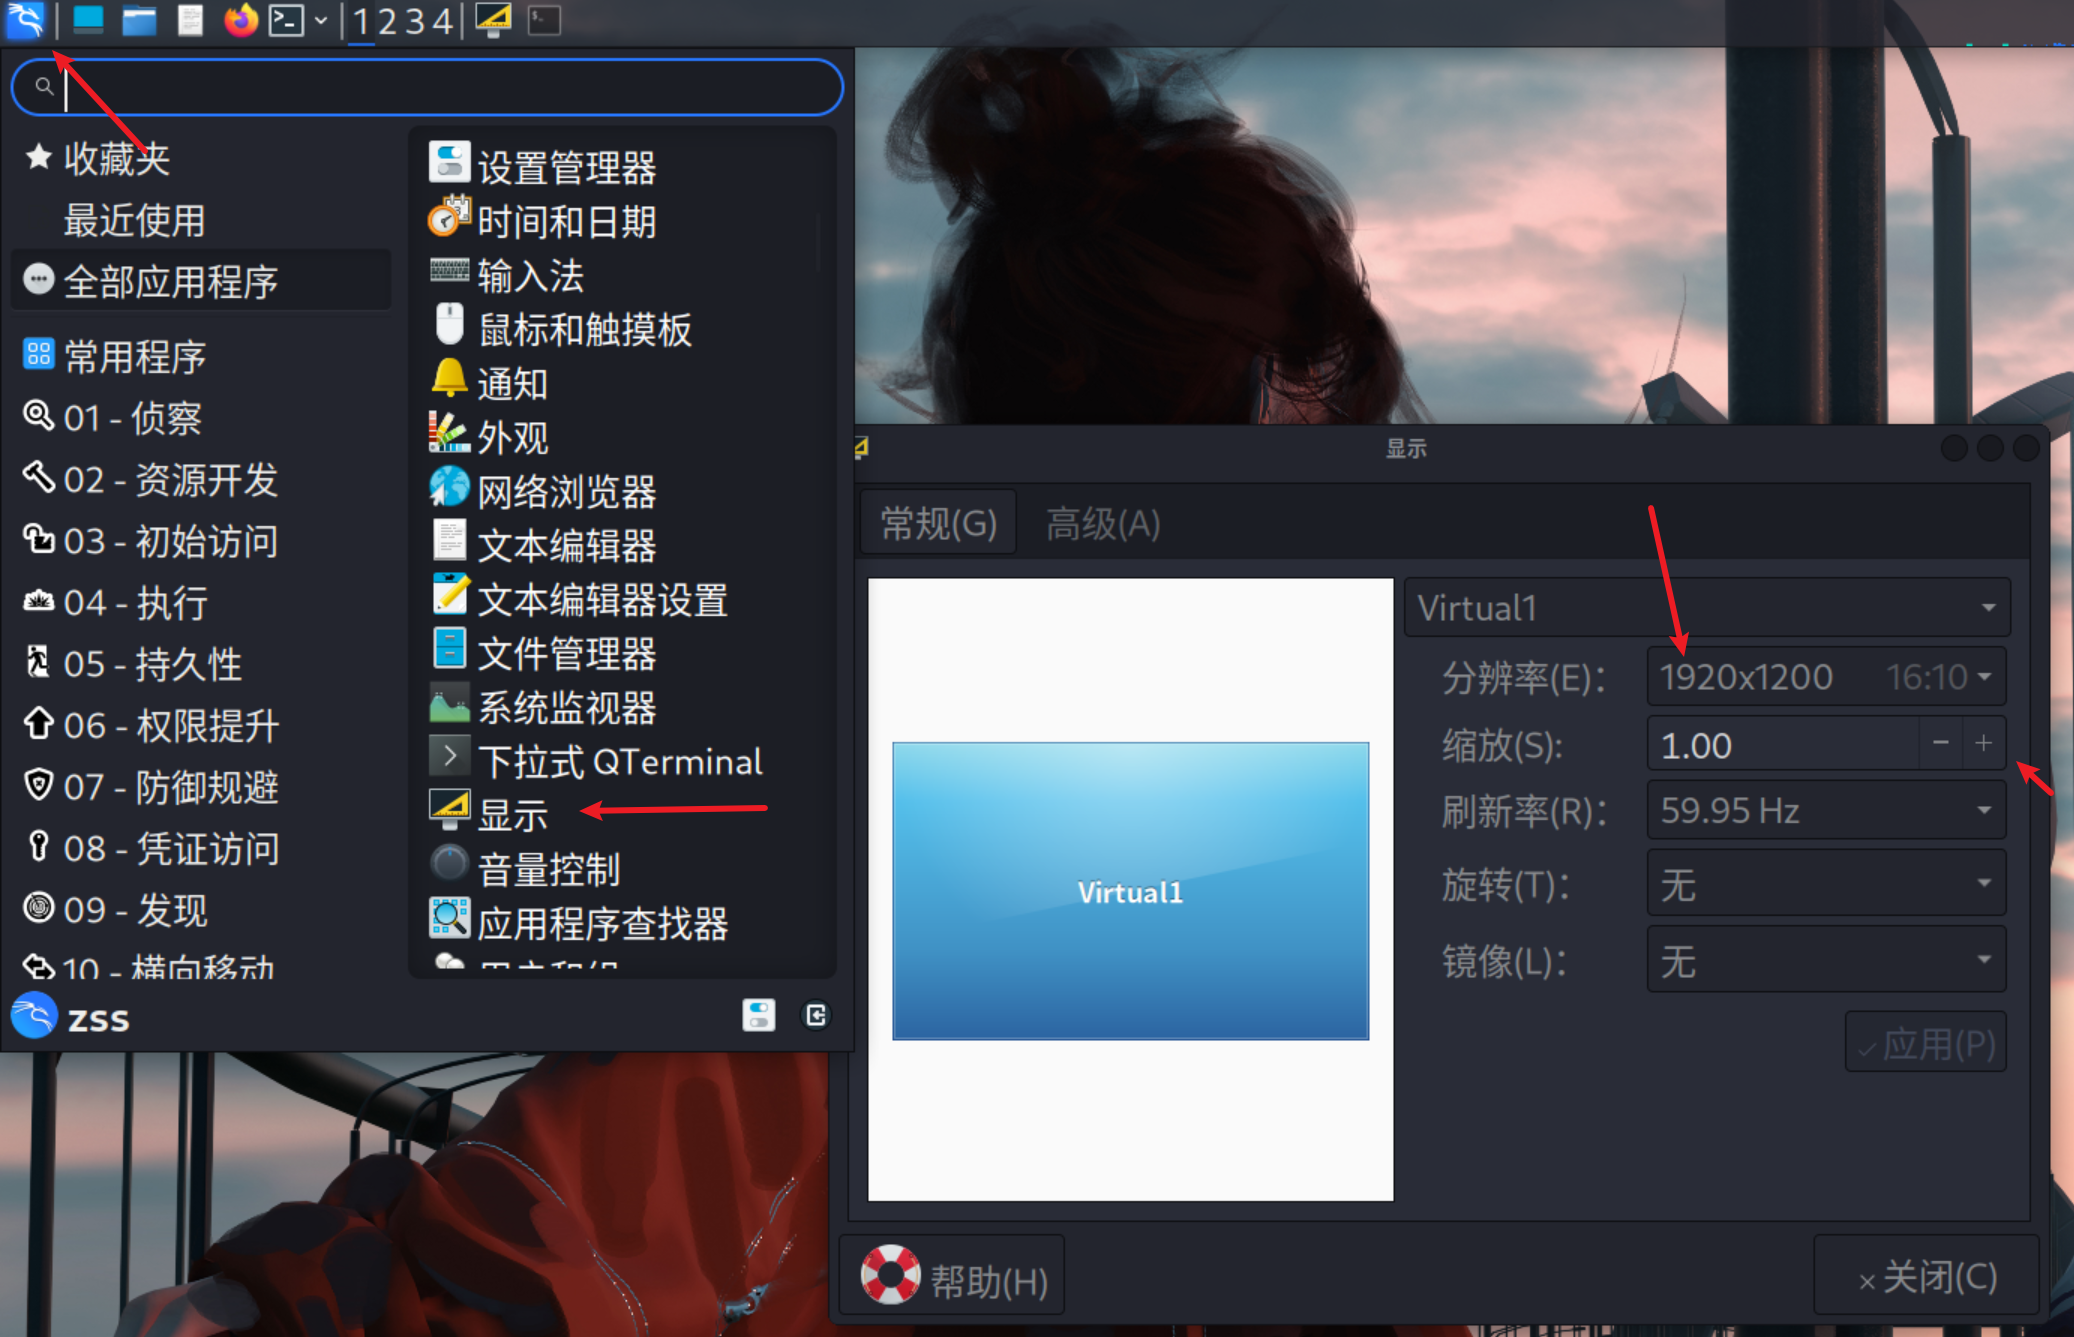 1 2 3 4
收藏夹
最近使用
全部应用程序
常用程序
01 - 侦察
02 - 资源开发
03 - 初始访问
04 - 执行
05 - 持久性
06 - 权限提升
07 - 防御规避
08 - 凭证访问
09 - 发现
10 - 横向移动
设置管理器
时间和日期
输入法
鼠标和触摸板
通知
外观
网络浏览器
文本编辑器
文本编辑器设置
文件管理器
系统监视器
下拉式 QTerminal
显示
音量控制
应用程序查找器
zss
显示
常规(G) 高级(A)
Virtual1
Virtual1
分辨率(E)： 1920x1200 16:10
缩放(S): 1.00 − +
刷新率(R)： 59.95 Hz
旋转(T)： 无
镜像(L)： 无
应用(P)
帮助(H)
关闭(C)